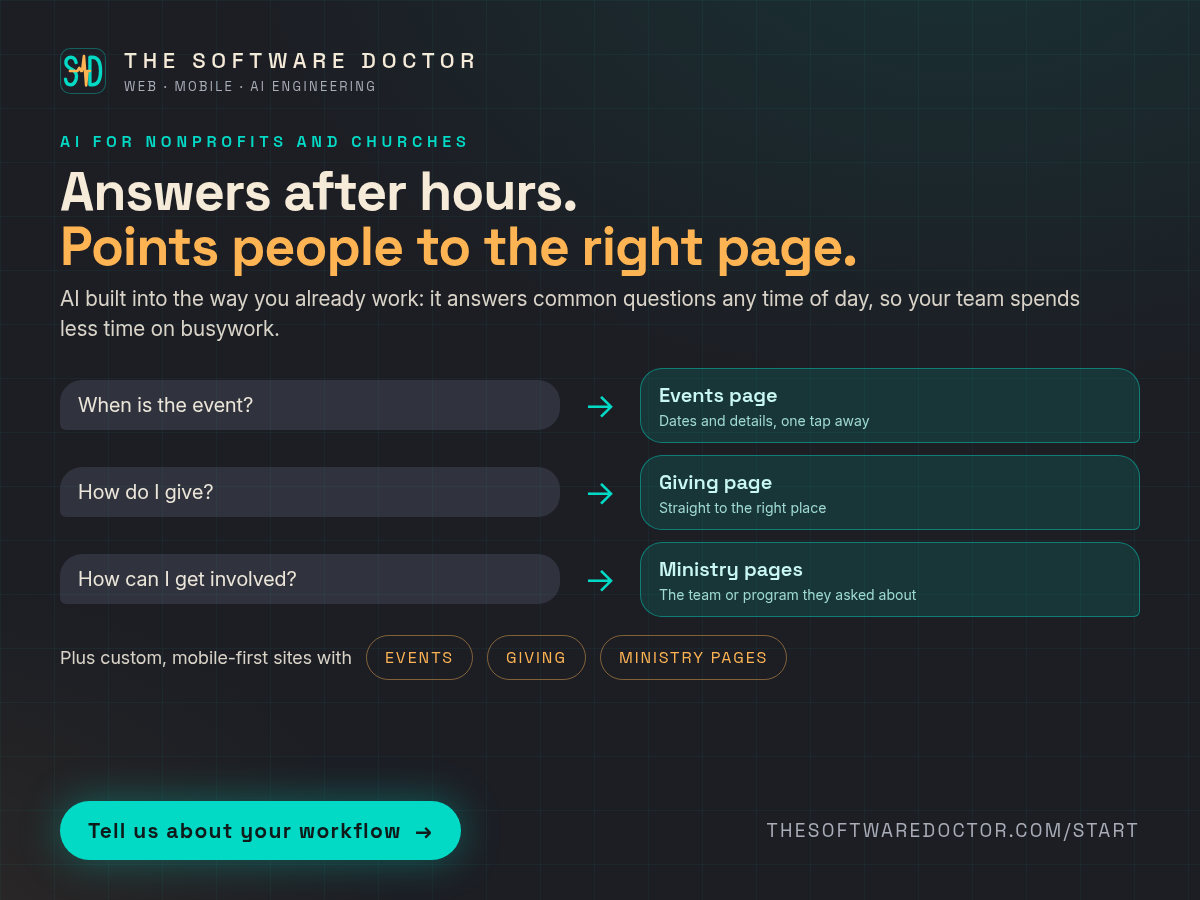 SD
THE SOFTWARE DOCTOR
WEB · MOBILE · AI ENGINEERING
AI FOR NONPROFITS AND CHURCHES
Answers after hours.
Points people to the right page.
AI built into the way you already work: it answers common questions any time of day, so your team spends
less time on busywork.
When is the event?
→
Events page
Dates and details, one tap away
How do I give?
→
Giving page
Straight to the right place
How can I get involved?
→
Ministry pages
The team or program they asked about
Plus custom, mobile-first sites with
EVENTS
GIVING
MINISTRY PAGES
Tell us about your workflow →
THESOFTWAREDOCTOR.COM/START